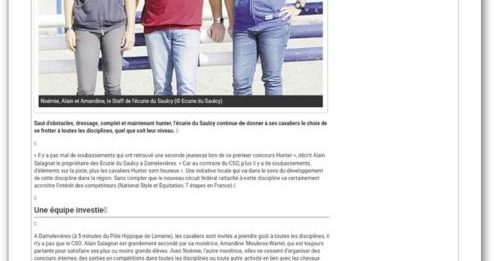 Noémie, Alain et Amandine, le Staff de l'écurie du Saulcy (© Ecurie du Saulcy)
Saut d'obstacles, dressage, complet et maintenant hunter, l'écurie du Saulcy continue de donner à ses cavaliers le choix de
se frotter à toutes les disciplines, quel que soit leur niveau.
« Il y a pas mal de soubassements qui ont retrouvé une seconde jeunesse lors de ce premier concours Hunter », décrit Alain
Salagnat le propriétaire des Ecurie du Saulcy à Damelevières. « Car au contraire du CSO, plus il y a de soubassements,
d'éléments sur la piste, plus les cavaliers Hunter sont heureux ». Une initiative locale qui va dans le sens du développement
de cette discipline dans la région. Sans compter que le nouveau circuit fédéral rattaché à cette discipline va certainement
accroître l'intérêt des compétiteurs (National Style et Equitation, 7 étapes en France).
Une équipe investie
A Damelevières (à 5 minutes du Pôle Hippique de Lorraine), les cavaliers sont invités a prendre goût à toutes les disciplines, il
n'y a pas que le CSO. Alain Salagnat est grandement secondé par sa monitrice, Amandine Mouleres-Wartel, qui est toujours
partante pour satisfaire ses plus ou moins grands élèves. Avec Noémie, l'autre monitrice, elles ne cessent d'organiser des
concours internes, des sorties en compétitions dans toutes les disciplines ou toute autre activité en lien avec les chevaux